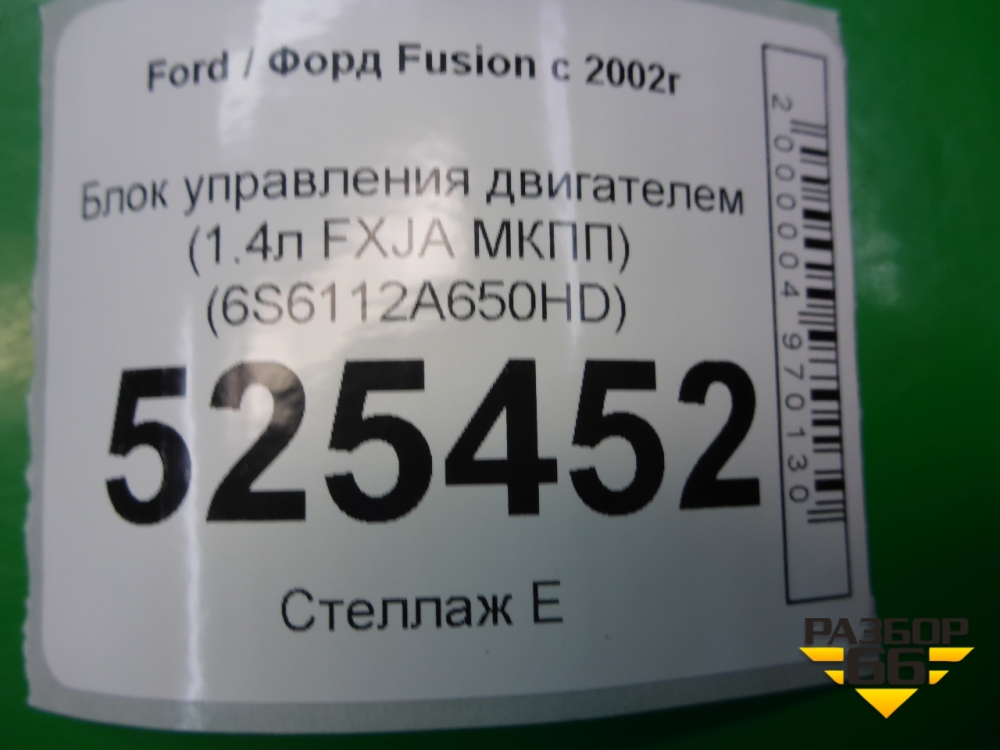 Ford / Форд Fusion с 2002г
Блок управления двигателем
(1.4л FXJA МКПП)
(6S6112A650HD)
525452
Стеллаж Е
2000004970130
РАЗБОР
66